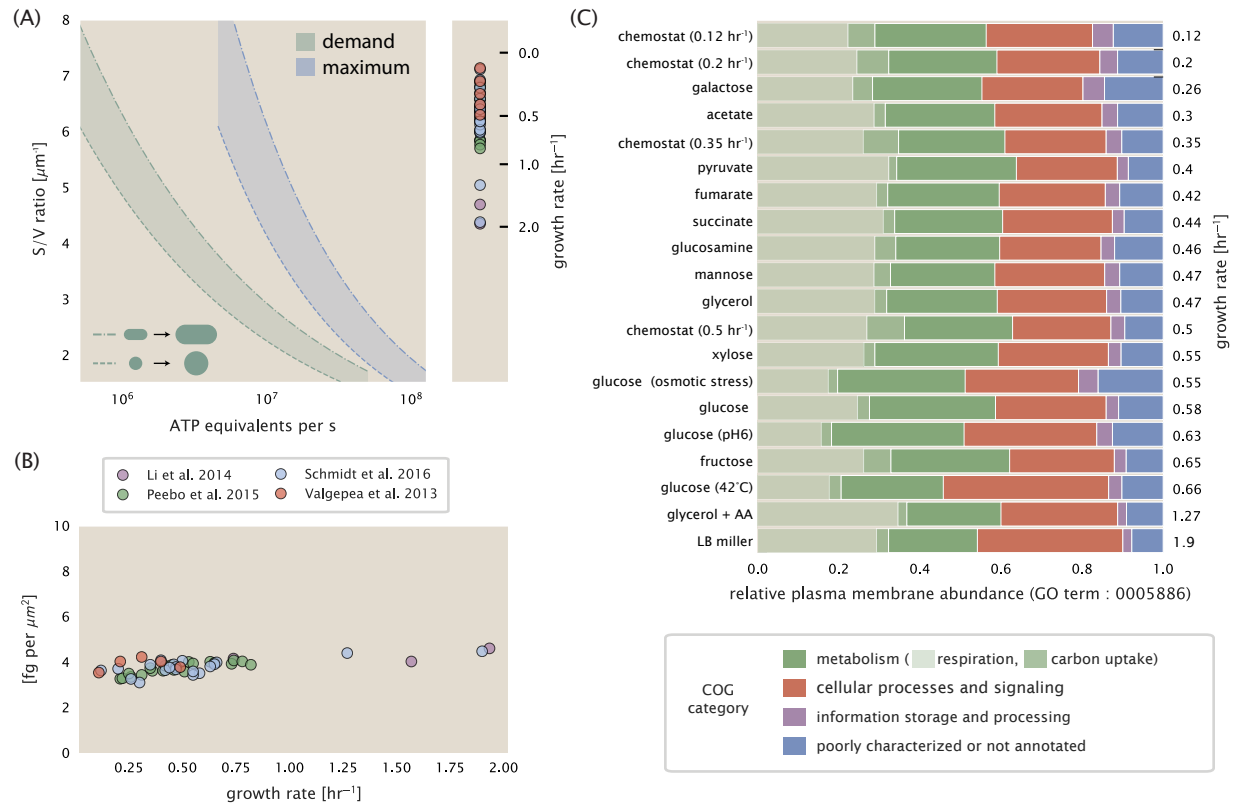 (A)
8
7
6
5
4
3
2
S/V ratio [μm⁻¹]
demand
maximum
10⁶
10⁷
10⁸
ATP equivalents per s
0.0
0.5
1.0
2.0
growth rate [hr⁻¹]
(B)
Li et al. 2014
Schmidt et al. 2016
Peebo et al. 2015
Valgepea et al. 2013
10
8
6
4
2
0
[fg per μm²]
0.25
0.50
0.75
1.00
1.25
1.50
1.75
2.00
growth rate [hr⁻¹]
(C)
chemostat (0.12 hr⁻¹) 0.12
chemostat (0.2 hr⁻¹) 0.2
galactose 0.26
acetate 0.3
chemostat (0.35 hr⁻¹) 0.35
pyruvate 0.4
fumarate 0.42
succinate 0.44
glucosamine 0.46
mannose 0.47
glycerol 0.47
chemostat (0.5 hr⁻¹) 0.5
xylose 0.55
glucose (osmotic stress) 0.55
glucose 0.58
glucose (pH6) 0.63
fructose 0.65
glucose (42°C) 0.66
glycerol + AA 1.27
LB miller 1.9
growth rate [hr⁻¹]
0.0 0.2 0.4 0.6 0.8 1.0
relative plasma membrane abundance (GO term : 0005886)
COG
category
metabolism ( respiration, carbon uptake)
cellular processes and signaling
information storage and processing
poorly characterized or not annotated